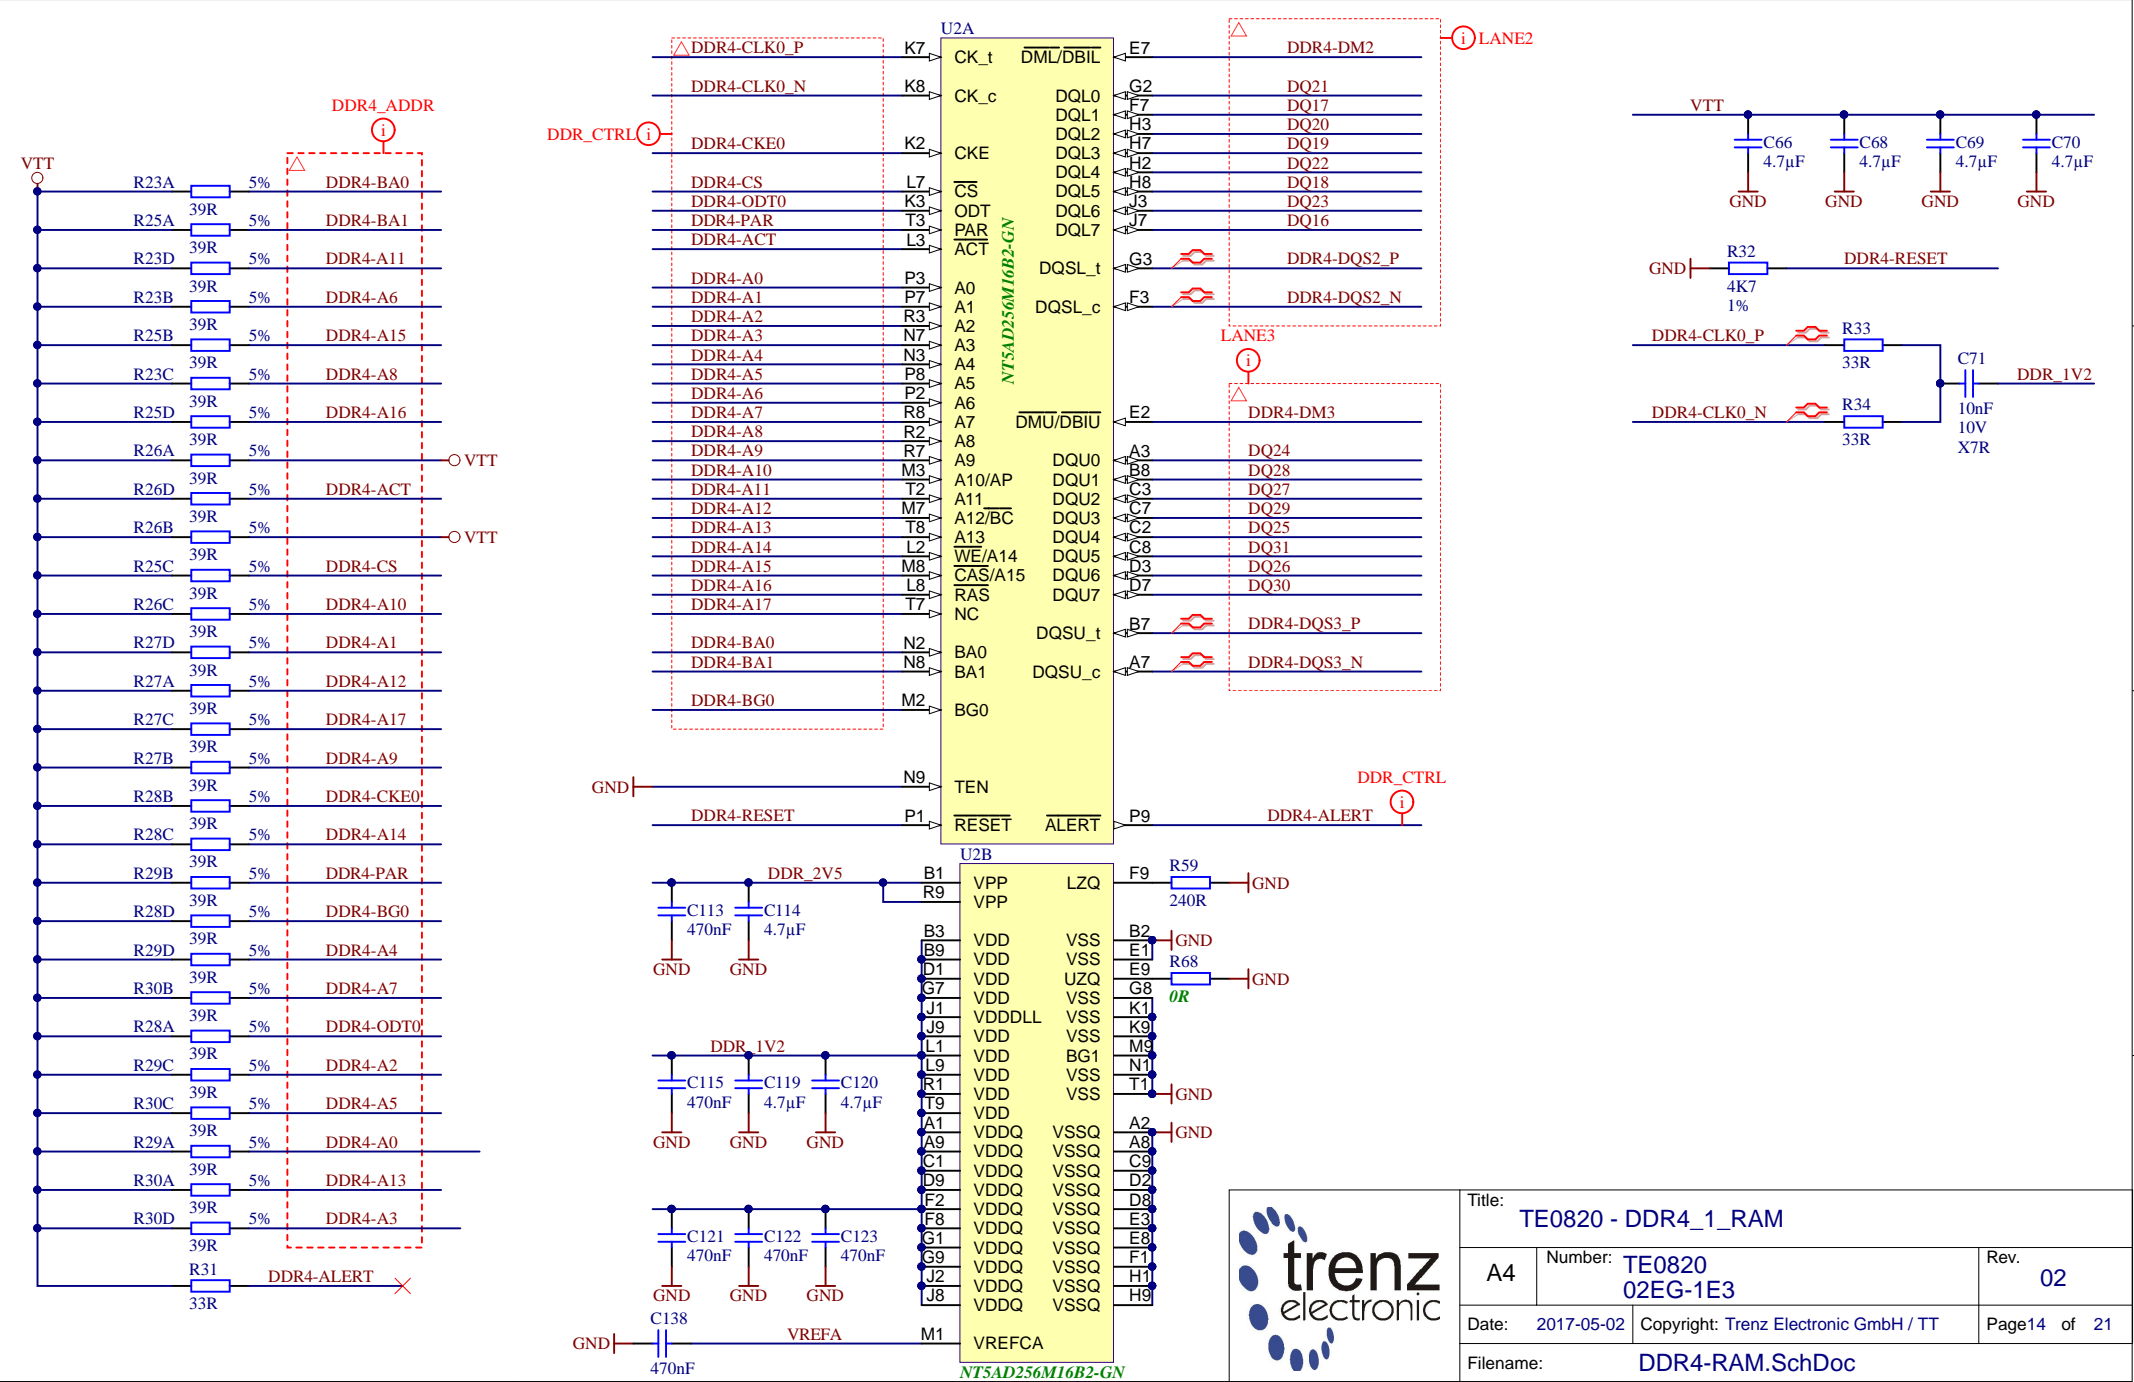 DDR4_ADDR
i
VTT
R23A 5% DDR4-BA0
39R
R25A 5% DDR4-BA1
39R
R23D 5% DDR4-A11
39R
R23B 5% DDR4-A6
39R
R25B 5% DDR4-A15
39R
R23C 5% DDR4-A8
39R
R25D 5% DDR4-A16
39R
R26A 5% VTT
39R
R26D 5% DDR4-ACT
39R
R26B 5% VTT
39R
R25C 5% DDR4-CS
39R
R26C 5% DDR4-A10
39R
R27D 5% DDR4-A1
39R
R27A 5% DDR4-A12
39R
R27C 5% DDR4-A17
39R
R27B 5% DDR4-A9
39R
R28B 5% DDR4-CKE0
39R
R28C 5% DDR4-A14
39R
R29B 5% DDR4-PAR
39R
R28D 5% DDR4-BG0
39R
R29D 5% DDR4-A4
39R
R30B 5% DDR4-A7
39R
R28A 5% DDR4-ODT0
39R
R29C 5% DDR4-A2
39R
R30C 5% DDR4-A5
39R
R29A 5% DDR4-A0
39R
R30A 5% DDR4-A13
39R
R30D 5% DDR4-A3
39R
R31 DDR4-ALERT
33R
U2A
DDR_CTRL i
DDR4-CLK0_P K7 CK_t
DDR4-CLK0_N K8 CK_c
DDR4-CKE0 K2 CKE
DDR4-CS L7 CS
DDR4-ODT0 K3 ODT
DDR4-PAR T3 PAR
DDR4-ACT L3 ACT
DDR4-A0 P3 A0
DDR4-A1 P7 A1
DDR4-A2 R3 A2
DDR4-A3 N7 A3
DDR4-A4 N3 A4
DDR4-A5 P8 A5
DDR4-A6 P2 A6
DDR4-A7 R8 A7
DDR4-A8 R2 A8
DDR4-A9 R7 A9
DDR4-A10 M3 A10/AP
DDR4-A11 T2 A11
DDR4-A12 M7 A12/BC
DDR4-A13 T8 A13
DDR4-A14 L2 WE/A14
DDR4-A15 M8 CAS/A15
DDR4-A16 L8 RAS
DDR4-A17 T7 NC
DDR4-BA0 N2 BA0
DDR4-BA1 N8 BA1
DDR4-BG0 M2 BG0
GND N9 TEN
DDR4-RESET P1 RESET
NT5AD256M16B2-GN
i LANE2
DML/DBIL E7 DDR4-DM2
DQL0 G2 DQ21
DQL1 F7 DQ17
DQL2 H3 DQ20
DQL3 H7 DQ19
DQL4 H2 DQ22
DQL5 H8 DQ18
DQL6 J3 DQ23
DQL7 J7 DQ16
DQSL_t G3 DDR4-DQS2_P
DQSL_c F3 DDR4-DQS2_N
LANE3
i
DMU/DBIU E2 DDR4-DM3
DQU0 A3 DQ24
DQU1 B8 DQ28
DQU2 C3 DQ27
DQU3 C7 DQ29
DQU4 C2 DQ25
DQU5 C8 DQ31
DQU6 D3 DQ26
DQU7 D7 DQ30
DQSU_t B7 DDR4-DQS3_P
DQSU_c A7 DDR4-DQS3_N
DDR_CTRL
i
ALERT P9 DDR4-ALERT
U2B
DDR_2V5 B1 VPP
R9 VPP
C113 470nF GND
C114 4.7µF GND
B3 VDD
B9 VDD
D1 VDD
G7 VDD
J1 VDDDLL
J9 VDD
DDR_1V2 L1 VDD
L9 VDD
R1 VDD
T9 VDD
C115 470nF GND
C119 4.7µF GND
C120 4.7µF GND
A1 VDDQ
A9 VDDQ
C1 VDDQ
D9 VDDQ
F2 VDDQ
F8 VDDQ
G1 VDDQ
G9 VDDQ
J2 VDDQ
J8 VDDQ
C121 470nF GND
C122 470nF GND
C123 470nF GND
GND C138 470nF VREFA M1 VREFCA
LZQ F9 R59 240R GND
VSS B2 GND
VSS E1
UZQ E9 R68 0R GND
VSS G8
VSS K1
VSS K9
BG1 M9
VSS N1
VSS T1 GND
VSSQ A2 GND
VSSQ A8
VSSQ C9
VSSQ D2
VSSQ D8
VSSQ E3
VSSQ E8
VSSQ F1
VSSQ H1
VSSQ H9
NT5AD256M16B2-GN
VTT
C66 C68 C69 C70
4.7µF 4.7µF 4.7µF 4.7µF
GND GND GND GND
GND R32 DDR4-RESET
4K7
1%
DDR4-CLK0_P R33
33R
C71 DDR_1V2
10nF
10V
X7R
DDR4-CLK0_N R34
33R
trenz
electronic
Title:
TE0820 - DDR4_1_RAM
A4
Number: TE0820
02EG-1E3
Rev.
02
Date: 2017-05-02 Copyright: Trenz Electronic GmbH / TT Page14 of 21
Filename: DDR4-RAM.SchDoc